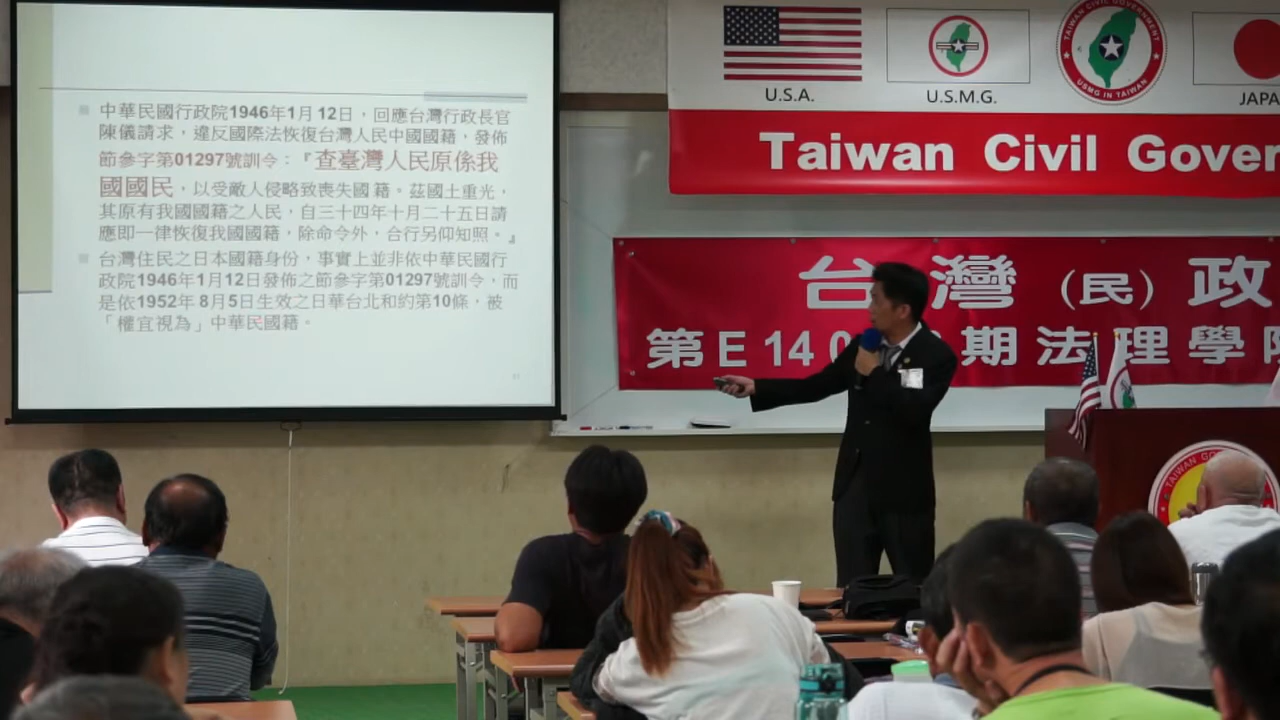 中華民國行政院1946年1月12日，回應台灣行政長官
陳儀請求，違反國際法恢復台灣人民中國國籍，發佈
節參字第01297號訓令：『查臺灣人民原係我
國國民，以受敵人侵略致喪失國籍。茲國土重光，
其原有我國國籍之人民，自三十四年十月二十五日請
應即一律恢復我國國籍，除命令外，合行另仰知照。』
台灣住民之日本國籍身份，事實上並非依中華民國行
政院1946年1月12日發佈之節參字第01297號訓令，而
是依1952年8月5日生效之日華台北和約第10條，被
「權宜視為」中華民國籍。
U.S.A.
U.S.M.G.
TAIWAN CIVIL GOVERNMENT
USMG IN TAIWAN
JAPA
Taiwan Civil Gover
台灣（民）政
第E 14 0
期法理學
TAIWAN GO